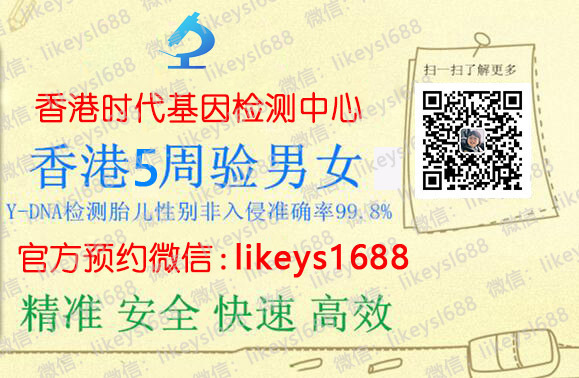 扫一扫了解更多
香港时代基因检测中心
香港5周验男女
Y-DNA检测胎儿性别非入侵准确率99.8%
官方预约微信:likeys1688
精准 安全 快速 高效
微信: likeysl688